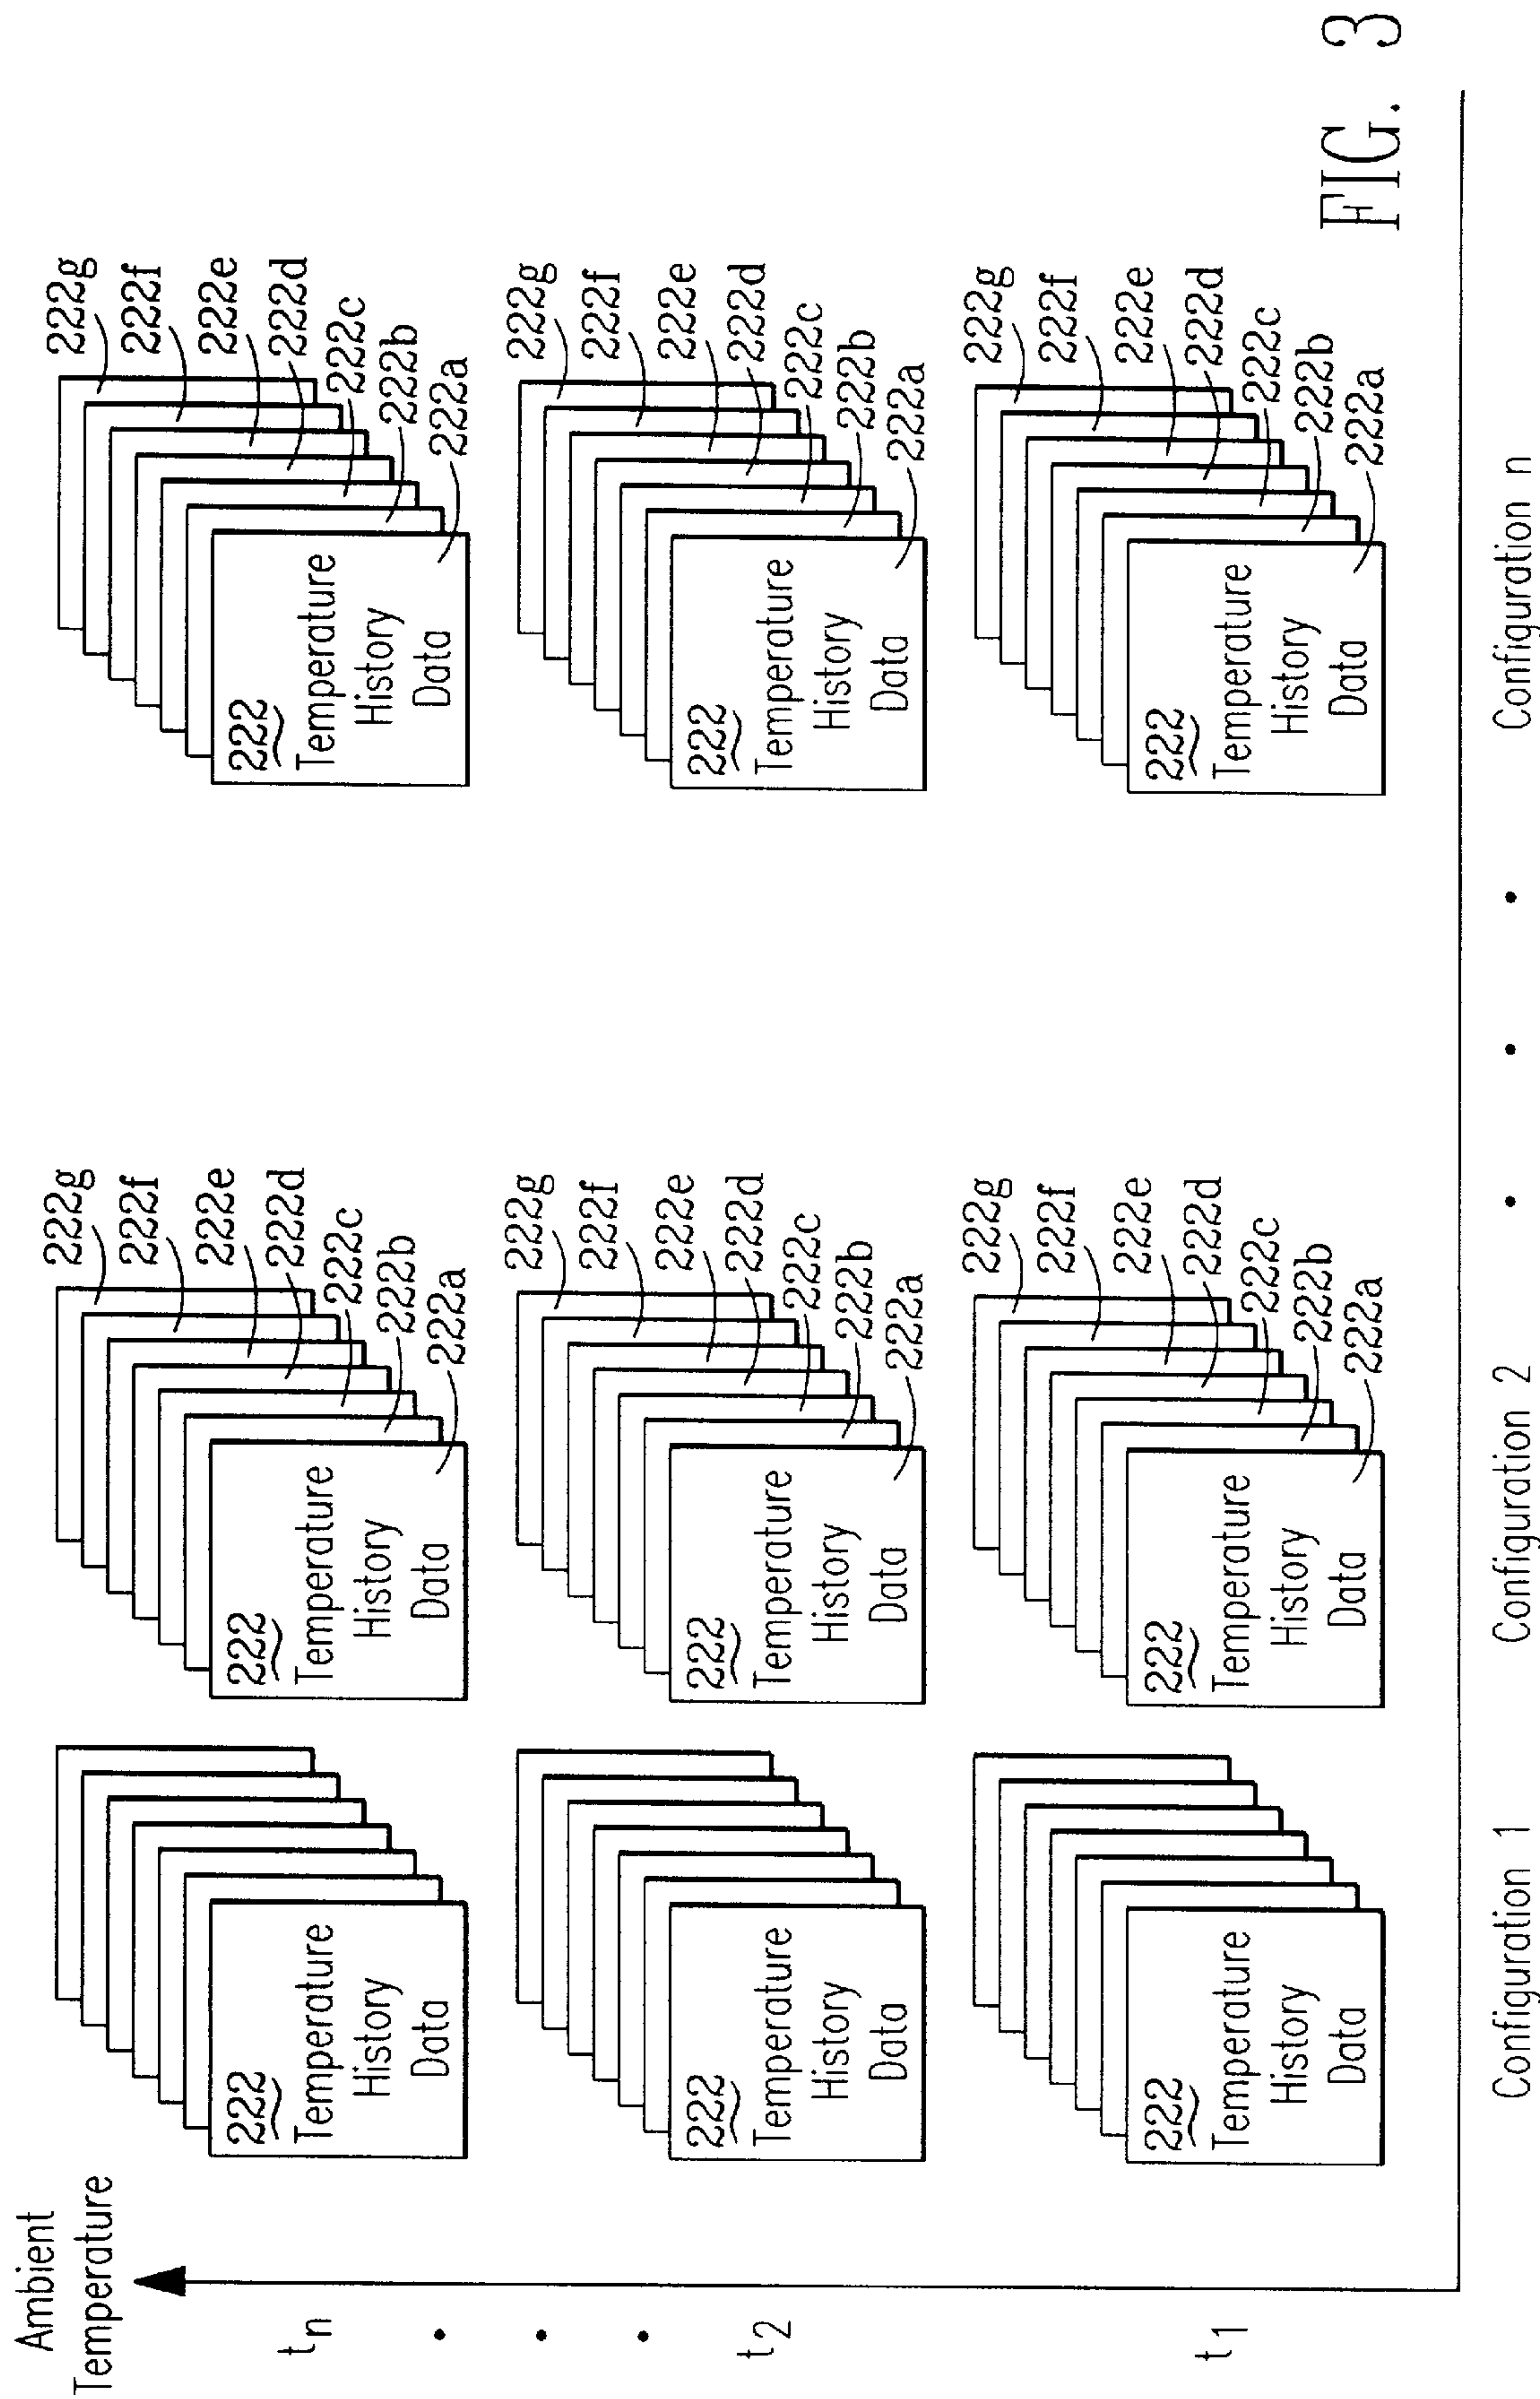 Ambient
Temperature
t_n
222g
222f
222e
222d
222c
222b
222a
222g
222f
222e
222d
222c
222b
222a
222
Temperature
History
Data
222
Temperature
History
Data
222
Temperature
History
Data
t_2
222g
222f
222e
222d
222c
222b
222a
222g
222f
222e
222d
222c
222b
222a
222
Temperature
History
Data
222
Temperature
History
Data
222
Temperature
History
Data
t_1
222g
222f
222e
222d
222c
222b
222a
222g
222f
222e
222d
222c
222b
222a
222
Temperature
History
Data
222
Temperature
History
Data
222
Temperature
History
Data
FIG. 3
Configuration 1
Configuration 2
Configuration n